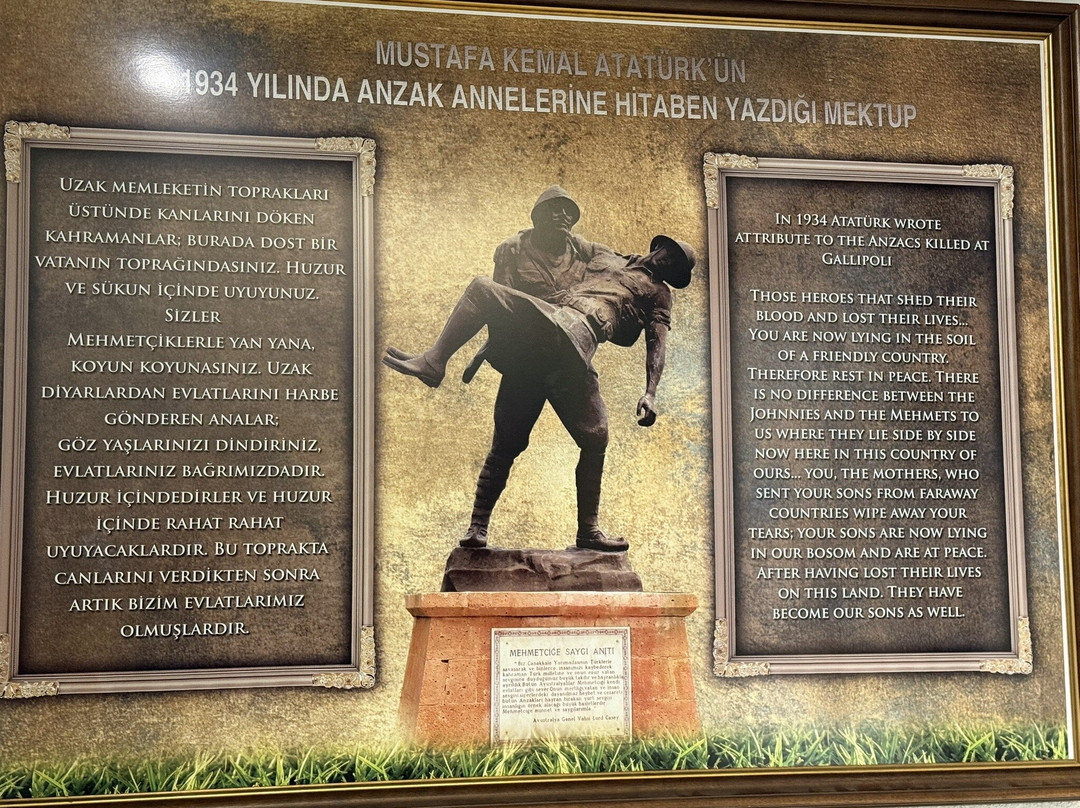 MUSTAFA KEMAL ATATÜRK'ÜN
1934 YILINDA ANZAK ANNELERİNE HİTABEN YAZDIĞI MEKTUP
UZAK MEMLEKETİN TOPRAKLARI
ÜSTÜNDE KANLARINI DÖKEN
KAHRAMANLAR; BURADA DOST BİR
VATANIN TOPRAĞINDASINIZ. HUZUR
VE SÜKUN İÇİNDE UYUYUNUZ.
SİZLER
MEHMETÇİKLERLE YAN YANA,
KOYUN KOYUNASINIZ. UZAK
DİYARLARDAN EVLATLARINI HARBE
GÖNDEREN ANALAR;
GÖZ YAŞLARINIZI DİNDİRİNİZ,
EVLATLARINIZ BAĞRIMIZDADIR.
HUZUR İÇİNDEDİRLER VE HUZUR
İÇİNDE RAHAT RAHAT
UYUYACAKLARDIR. BU TOPRAKTA
CANLARINI VERDİKTEN SONRA
ARTIK BİZİM EVLATLARIMIZ
OLMUŞLARDIR.
IN 1934 ATATÜRK WROTE
ATTRIBUTE TO THE ANZACS KILLED AT
GALLIPOLI
THOSE HEROES THAT SHED THEIR
BLOOD AND LOST THEIR LIVES...
YOU ARE NOW LYING IN THE SOIL
OF A FRIENDLY COUNTRY.
THEREFORE REST IN PEACE. THERE
IS NO DIFFERENCE BETWEEN THE
JOHNNIES AND THE MEHMETS TO
US WHERE THEY LIE SIDE BY SIDE
NOW HERE IN THIS COUNTRY OF
OURS... YOU, THE MOTHERS, WHO
SENT YOUR SONS FROM FARAWAY
COUNTRIES WIPE AWAY YOUR
TEARS; YOUR SONS ARE NOW LYING
IN OUR BOSOM AND ARE AT PEACE.
AFTER HAVING LOST THEIR LIVES
ON THIS LAND. THEY HAVE
BECOME OUR SONS AS WELL.
MEHMETÇİĞE SAYGI ANITI